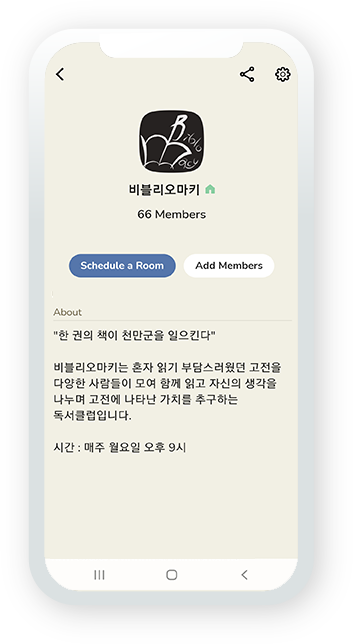 Biblio
Macy
비블리오마키
66 Members
Schedule a Room
Add Members
About
"한 권의 책이 천만군을 일으킨다"
비블리오마키는 혼자 읽기 부담스러웠던 고전을
다양한 사람들이 모여 함께 읽고 자신의 생각을
나누며 고전에 나타난 가치를 추구하는
독서클럽입니다.
시간 : 매주 월요일 오후 9시